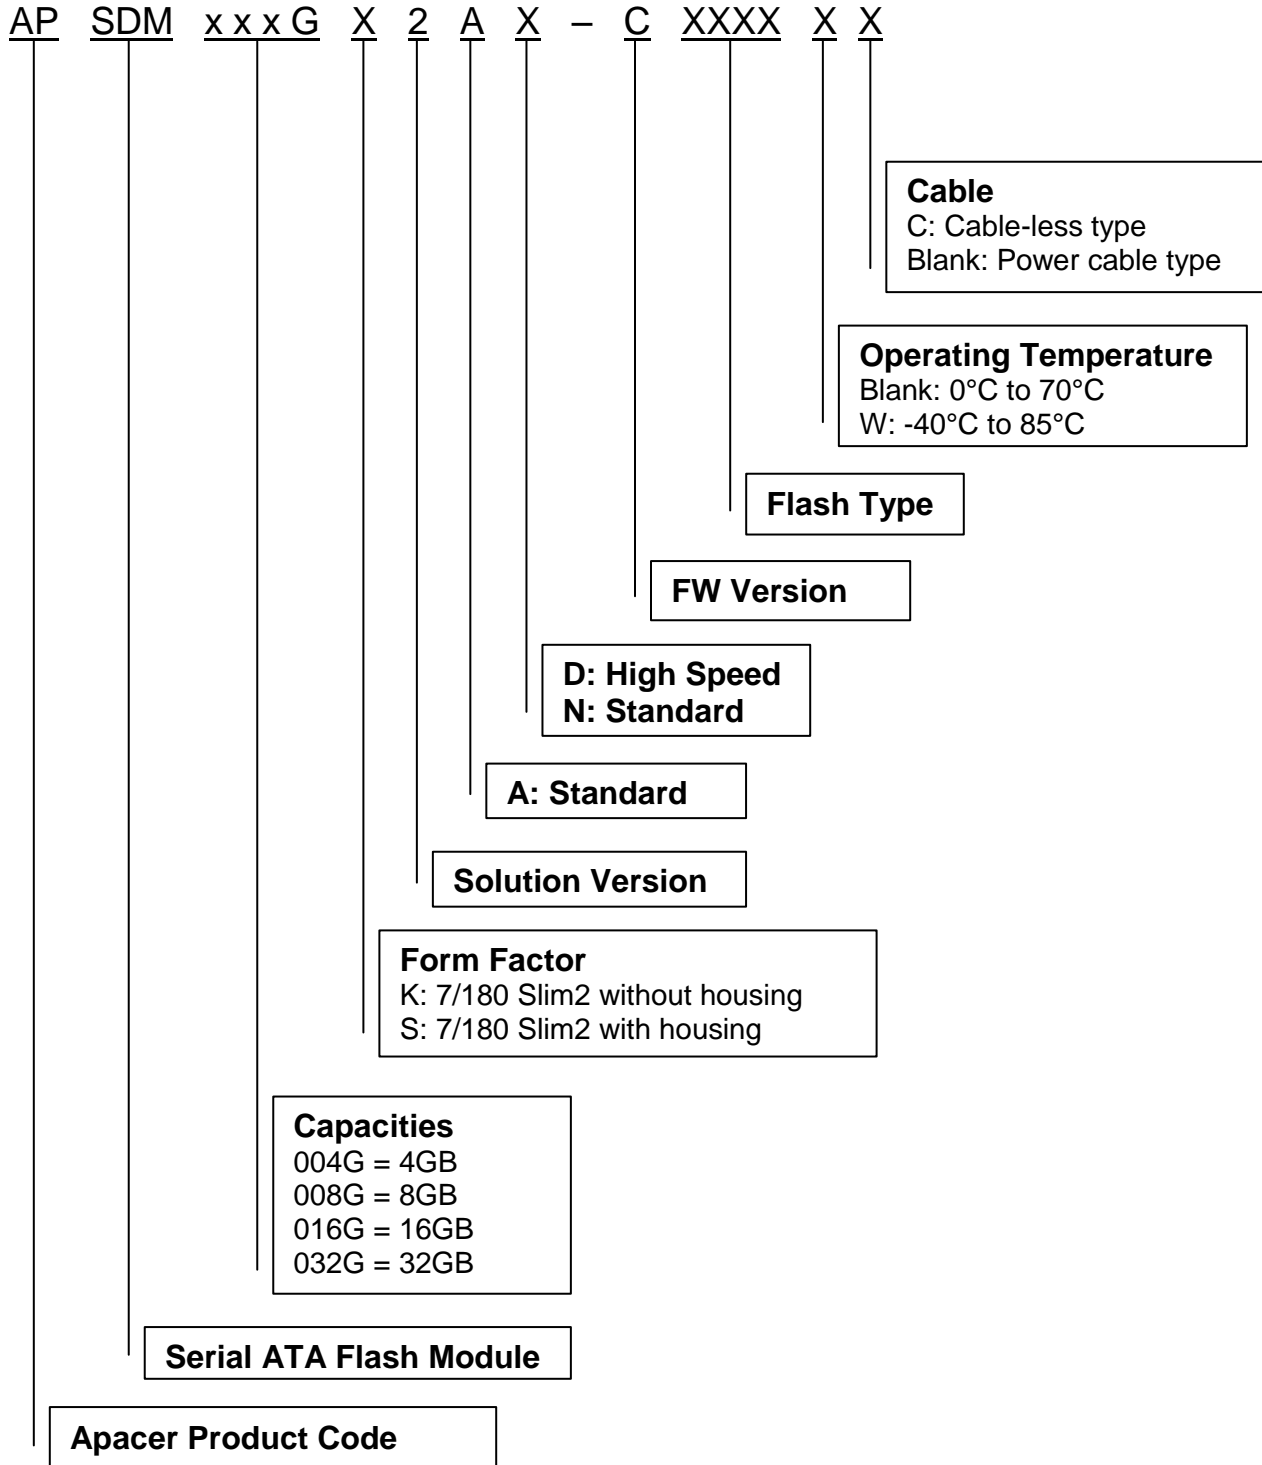 AP SDM x x x G X 2 A X – C XXXX X X
Cable
C: Cable-less type
Blank: Power cable type
Operating Temperature
Blank: 0°C to 70°C
W: -40°C to 85°C
Flash Type
FW Version
D: High Speed
N: Standard
A: Standard
Solution Version
Form Factor
K: 7/180 Slim2 without housing
S: 7/180 Slim2 with housing
Capacities
004G = 4GB
008G = 8GB
016G = 16GB
032G = 32GB
Serial ATA Flash Module
Apacer Product Code